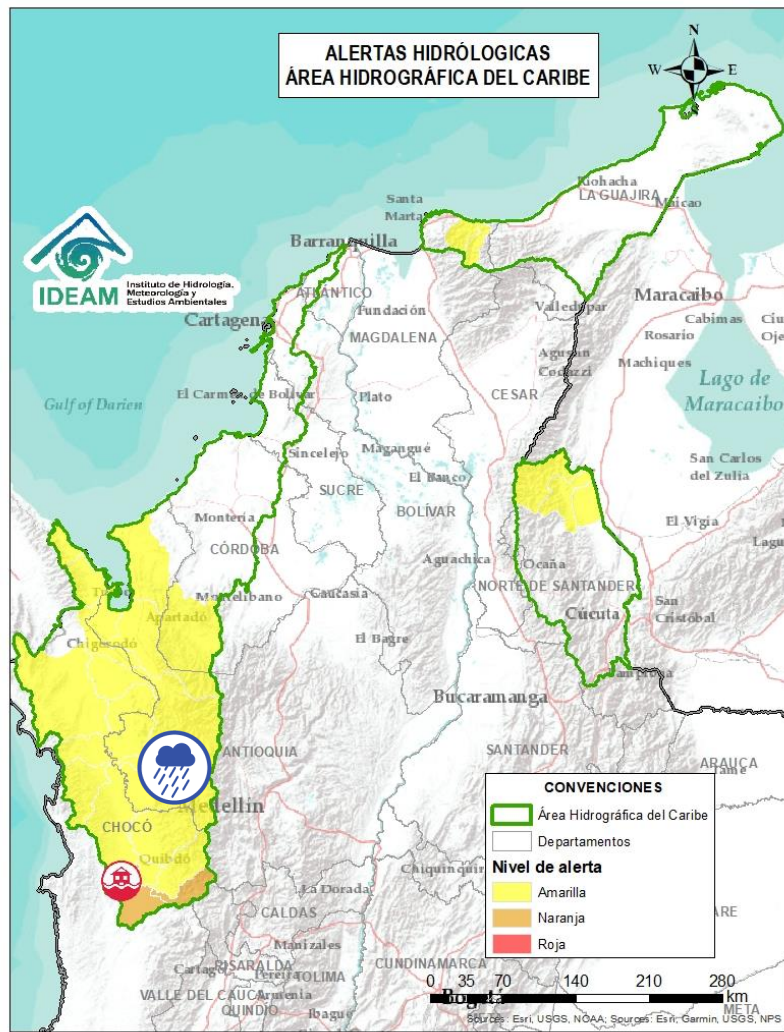 ALERTAS HIDRÓLOGICAS
ÁREA HIDROGRÁFICA DEL CARIBE
N
W
E
S
Riohacha
LA GUAJIRA
Maicao
Santa
Marta
Barranquilla
IDEAM
Instituto de Hidrología,
Meteorología y
Estudios Ambientales
ATLÁNTICO
Cartagena
Fundación
MAGDALENA
Valledupar
Maracaibo
Cabimas
Rosario
Machiques
Agustín
Codazzi
CESAR
Lago de
Maracaibo
Gulf of Darien
El Carmen de Bolívar
Plato
Sincelejo
Magangué
El Banco
SUCRE
BOLÍVAR
San Carlos
del Zulia
El Vigía
Montería
CÓRDOBA
Aguachica
Ocaña
NORTE DE SANTANDER
Montelíbano
Caucasia
Cúcuta
San
Cristóbal
Apartadó
Chigorodó
El Bagre
Pamplona
Bucaramanga
ANTIOQUIA
SANTANDER
ARAUCA
Medellín
CHOCÓ
Quibdó
La Dorada
Chiquinquirá
CALDAS
Manizales
CUNDINAMARCA
Cartago
RISARALDA
Pereira
TOLIMA
VALLE DEL CAUCA
Armenia
QUINDÍO
Ibagué
Bogotá
META
CONVENCIONES
Área Hidrográfica del Caribe
Departamentos
Nivel de alerta
Amarilla
Naranja
Roja
0 35 70 140 210 280
km
Sources: Esri, USGS, NOAA; Sources: Esri, Garmin, USGS, NPS